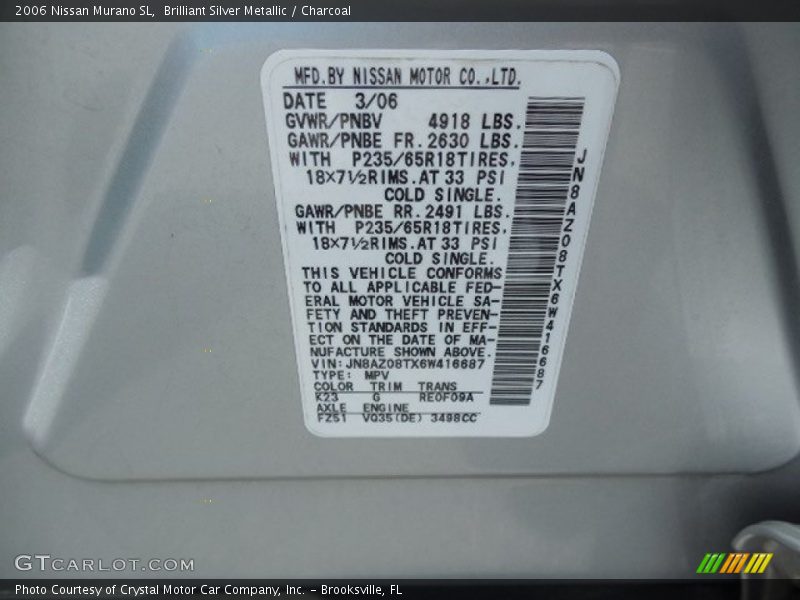 2006 Nissan Murano SL,  Brilliant Silver Metallic / Charcoal
MFD.BY NISSAN MOTOR CO.,LTD.
DATE 3/06
GVWR/PNBV 4918 LBS.
GAWR/PNBE FR.2630 LBS.
WITH P235/65R18TIRES.
18×7½RIMS.AT 33 PSI
COLD SINGLE.
GAWR/PNBE RR.2491 LBS.
WITH P235/65R18TIRES.
18×7½RIMS.AT 33 PSI
COLD SINGLE.
THIS VEHICLE CONFORMS
TO ALL APPLICABLE FED-
ERAL MOTOR VEHICLE SA-
FETY AND THEFT PREVEN-
TION STANDARDS IN EFF-
ECT ON THE DATE OF MA-
NUFACTURE SHOWN ABOVE.
VIN:JN8AZ08TX6W416687
TYPE: MPV
COLOR TRIM TRANS
K23 G RE0F09A
AXLE ENGINE
FZ51 VQ35(DE) 3498CC
JN8AZ08TX6W416687
GTCARLOT.COM
Photo Courtesy of Crystal Motor Car Company, Inc. – Brooksville, FL